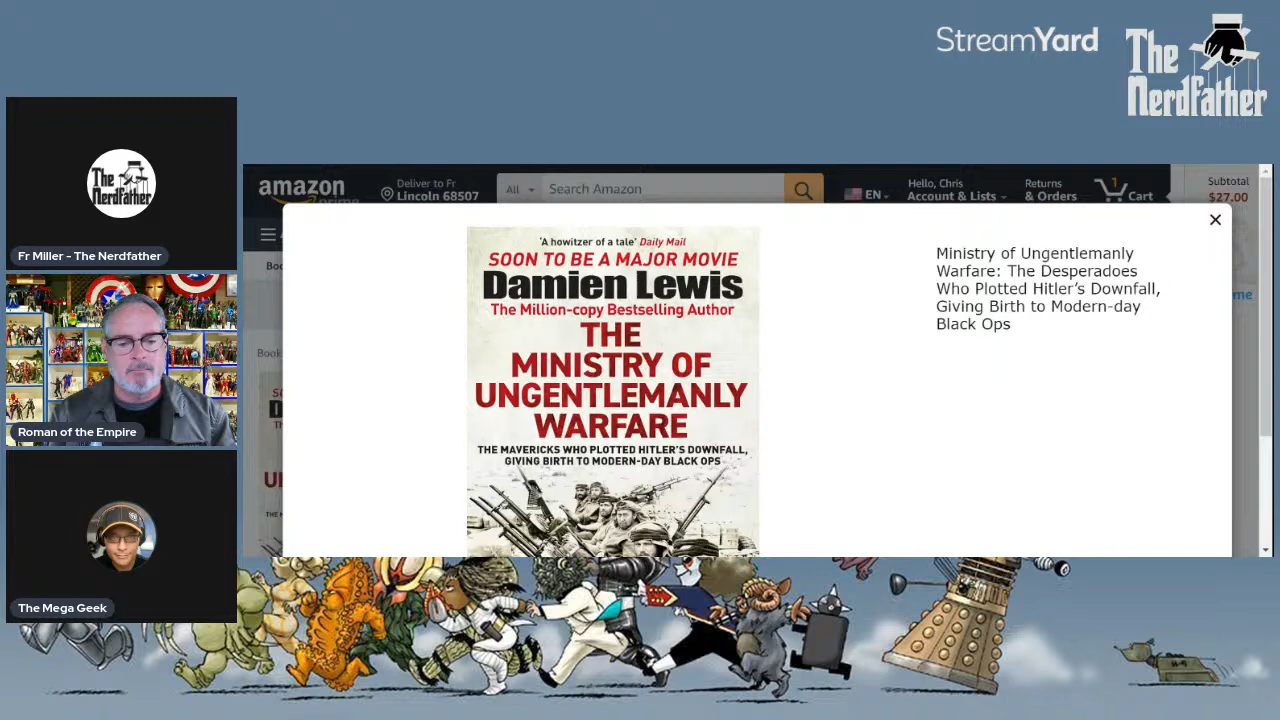 StreamYard
The
Nerdfather
The
Nerdfather
Fr Miller - The Nerdfather
Roman of the Empire
The Mega Geek
amazon
prime
Deliver to Fr
Lincoln 68507
All
Search Amazon
EN
Hello, Chris
Account & Lists
Returns
& Orders
1
Cart
Subtotal
$27.00
'A howitzer of a tale' Daily Mail
SOON TO BE A MAJOR MOVIE
Damien Lewis
The Million-copy Bestselling Author
THE
MINISTRY OF
UNGENTLEMANLY
WARFARE
THE MAVERICKS WHO PLOTTED HITLER'S DOWNFALL,
GIVING BIRTH TO MODERN-DAY BLACK OPS
Ministry of Ungentlemanly
Warfare: The Desperadoes
Who Plotted Hitler's Downfall,
Giving Birth to Modern-day
Black Ops